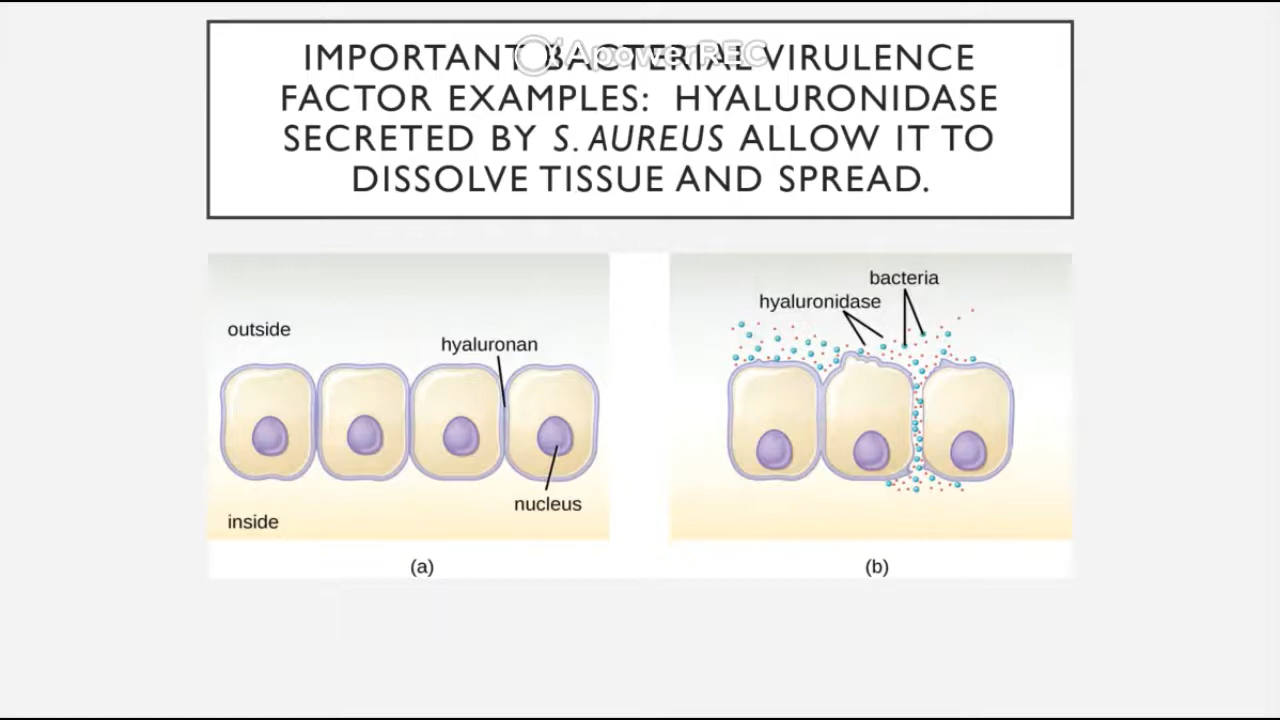 IMPORTANT BACTERIAL VIRULENCE
FACTOR EXAMPLES: HYALURONIDASE
SECRETED BY S. AUREUS ALLOW IT TO
DISSOLVE TISSUE AND SPREAD.
ApowerREC
outside
hyaluronan
nucleus
inside
(a)
bacteria
hyaluronidase
(b)